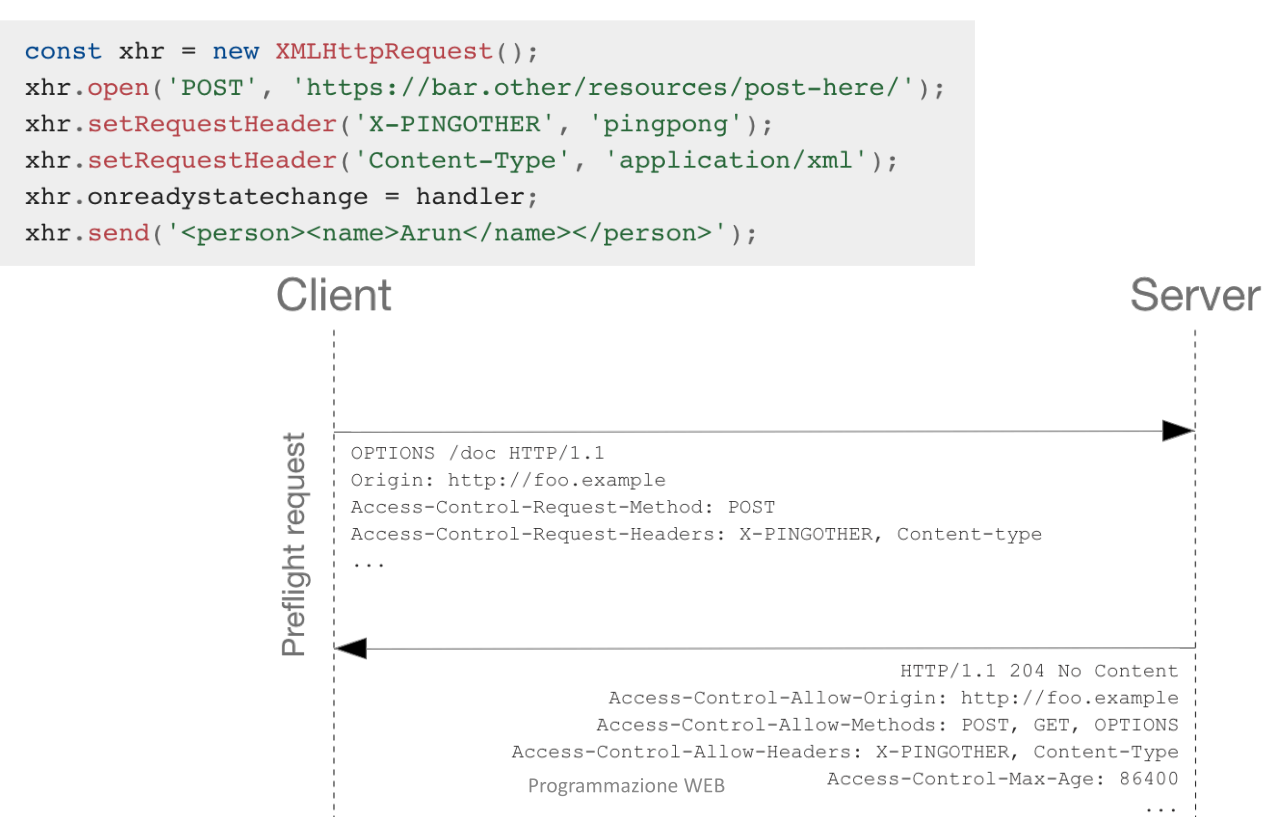 const xhr = new XMLHttpRequest();
xhr.open('POST', 'https://bar.other/resources/post-here/');
xhr.setRequestHeader('X-PINGOTHER', 'pingpong');
xhr.setRequestHeader('Content-Type', 'application/xml');
xhr.onreadystatechange = handler;
xhr.send('<person><name>Arun</name></person>');
Client
Server
Preflight request
OPTIONS /doc HTTP/1.1
Origin: http://foo.example
Access-Control-Request-Method: POST
Access-Control-Request-Headers: X-PINGOTHER, Content-type
...
HTTP/1.1 204 No Content
Access-Control-Allow-Origin: http://foo.example
Access-Control-Allow-Methods: POST, GET, OPTIONS
Access-Control-Allow-Headers: X-PINGOTHER, Content-Type
Access-Control-Max-Age: 86400
...
Programmazione WEB